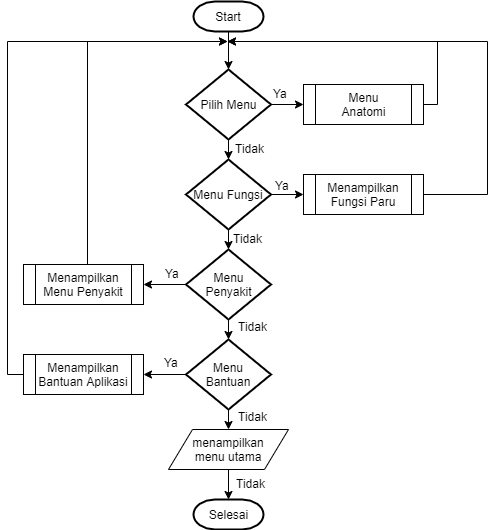 Start
Pilih Menu
Ya
Menu
Anatomi
Tidak
Menu Fungsi
Ya
Menampilkan
Fungsi Paru
Tidak
Menampilkan
Menu Penyakit
Ya
Menu
Penyakit
Tidak
Menampilkan
Bantuan Aplikasi
Ya
Menu
Bantuan
Tidak
menampilkan
menu utama
Tidak
Selesai